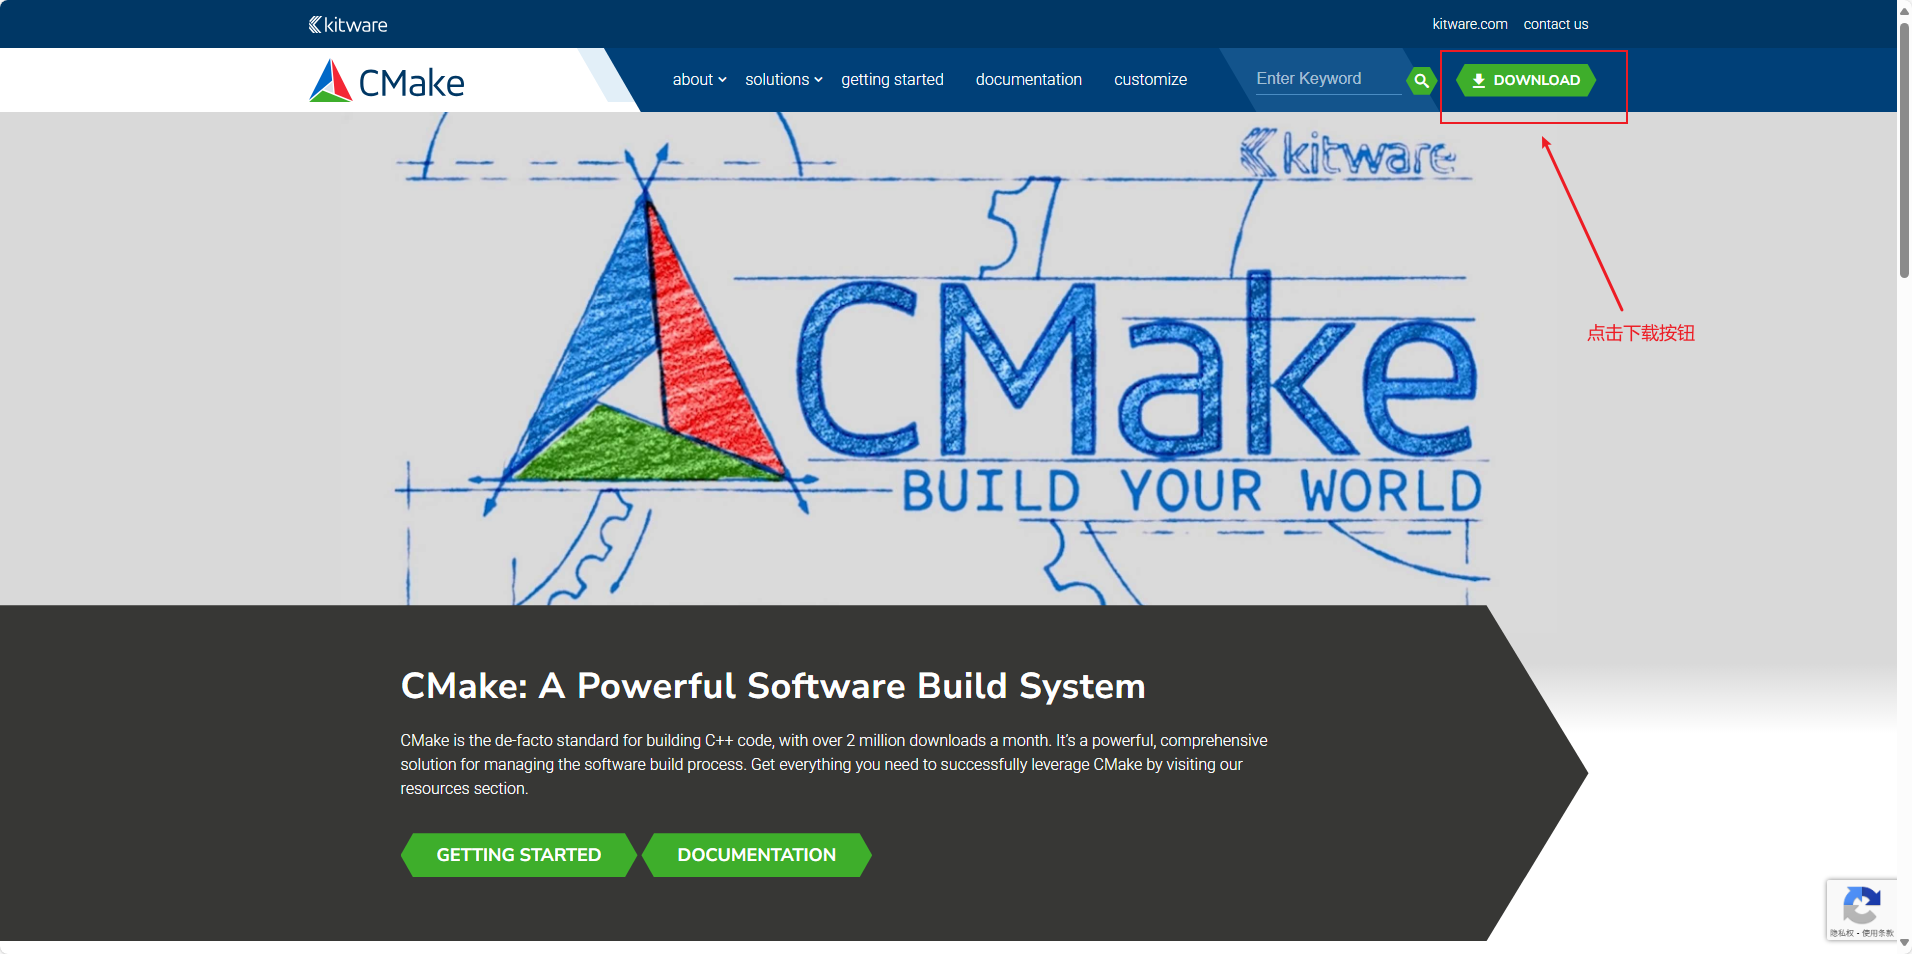 kitware
kitware.com
contact us
CMake
about
solutions
getting started
documentation
customize
Enter Keyword
DOWNLOAD
kitware
点击下载按钮
CMake
BUILD YOUR WORLD
CMake: A Powerful Software Build System
CMake is the de-facto standard for building C++ code, with over 2 million downloads a month. It's a powerful, comprehensive
solution for managing the software build process. Get everything you need to successfully leverage CMake by visiting our
resources section.
GETTING STARTED
DOCUMENTATION
隐私权 - 使用条款